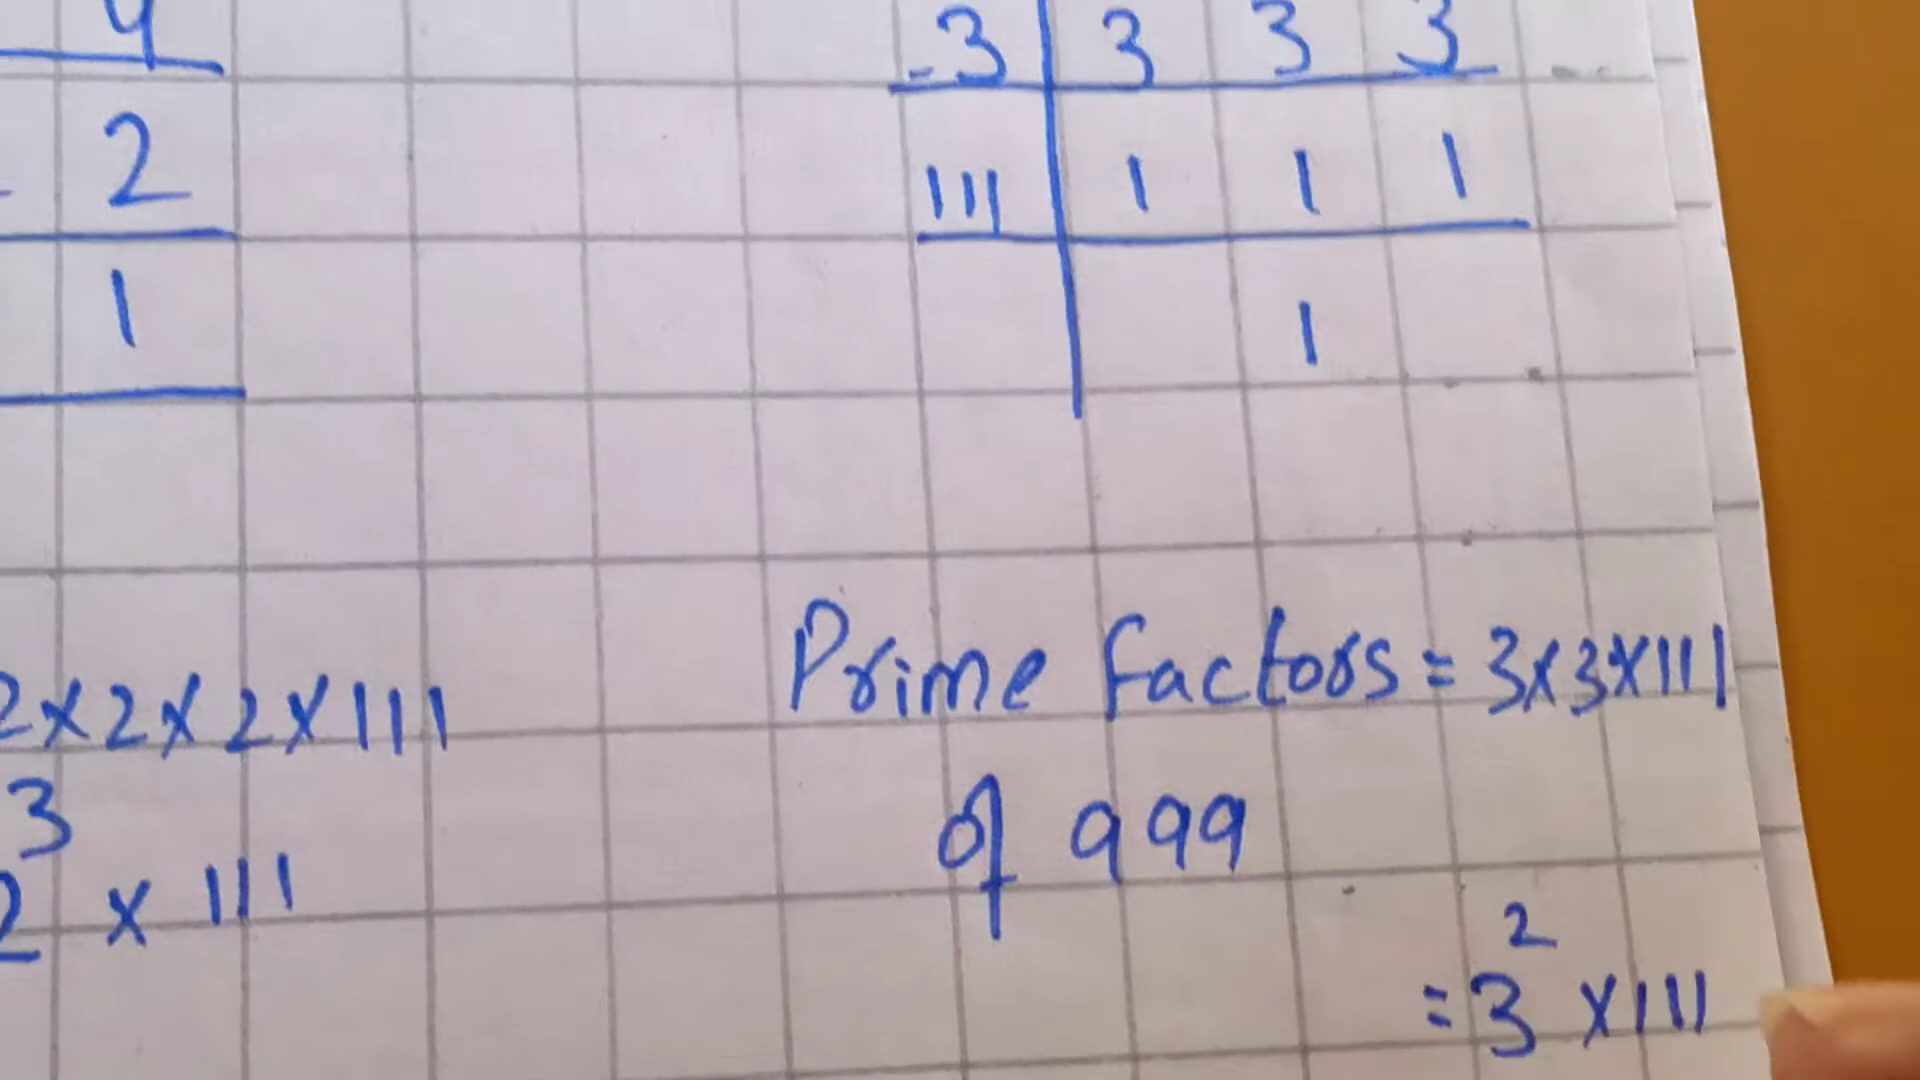 4
2
1
2x2x2x111
3
2 x 111
-3 3 3 3
111 1 1 1
1
Prime factors = 3x3x111
of 999
2
= 3 x 111